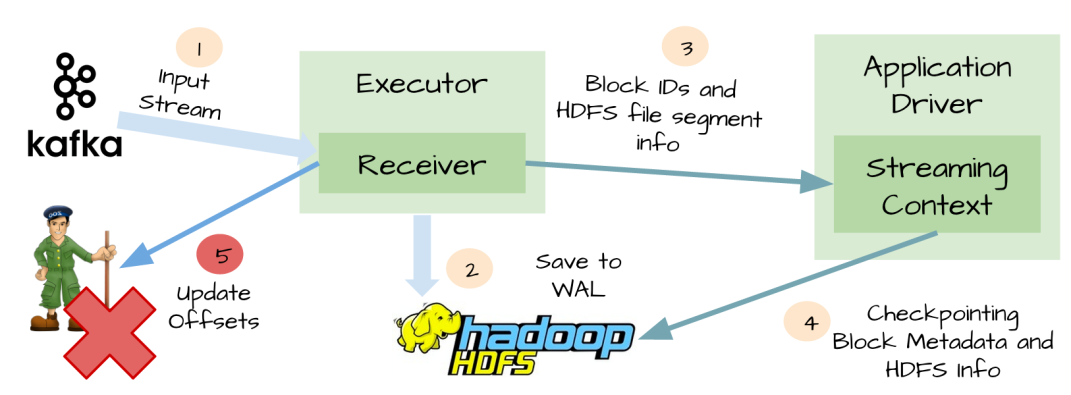 1
Input
Stream
kafka
Executor
Receiver
3
Block IDs and
HDFS file segment
info
Application
Driver
Streaming
Context
5
Update
Offsets
2
Save to
WAL
hadoop
HDFS
4
Checkpointing
Block Metadata and
HDFS Info